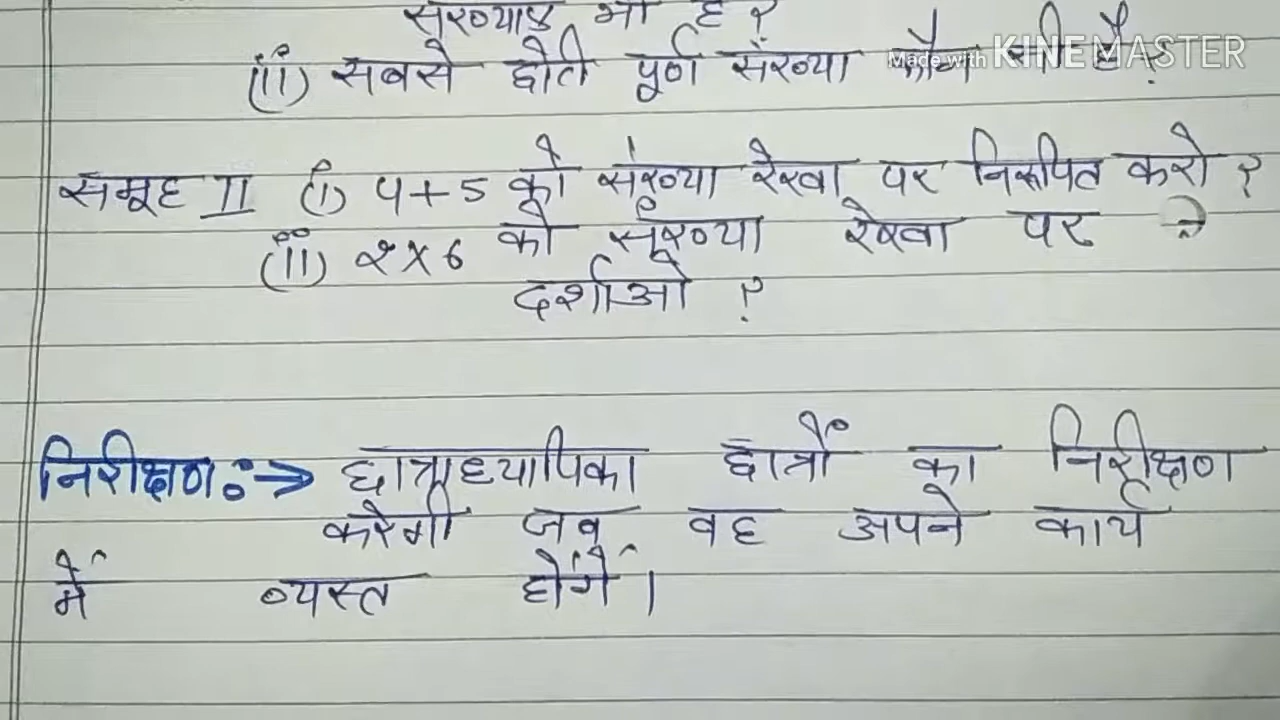 संख्याएं भी है?
(ii) सबसे छोटी पूर्ण संख्या कौन सी है?
Made with KINEMASTER
समूह II (i) 4+5 को संख्या रेखा पर निरूपित करो?
(ii) 2×6 को संख्या रेखा पर
दर्शाओ?
निरीक्षण:→ छात्राध्यापिका छात्रों का निरीक्षण
करेगी जब वह अपने कार्य
में व्यस्त होंगें।